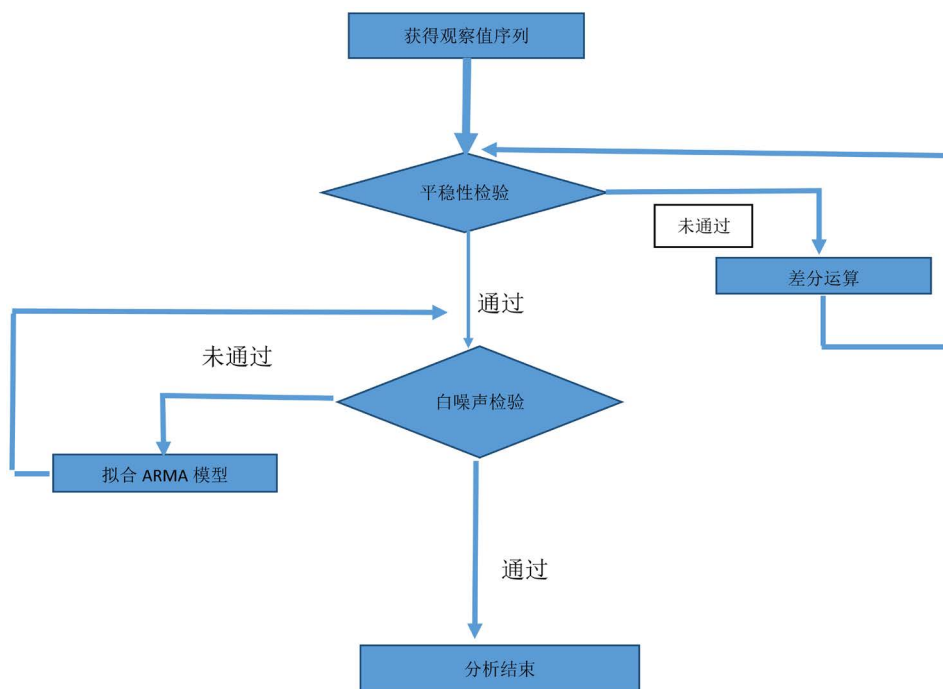 获得观察值序列
平稳性检验
未通过
差分运算
通过
未通过
白噪声检验
拟合 ARMA 模型
通过
分析结束